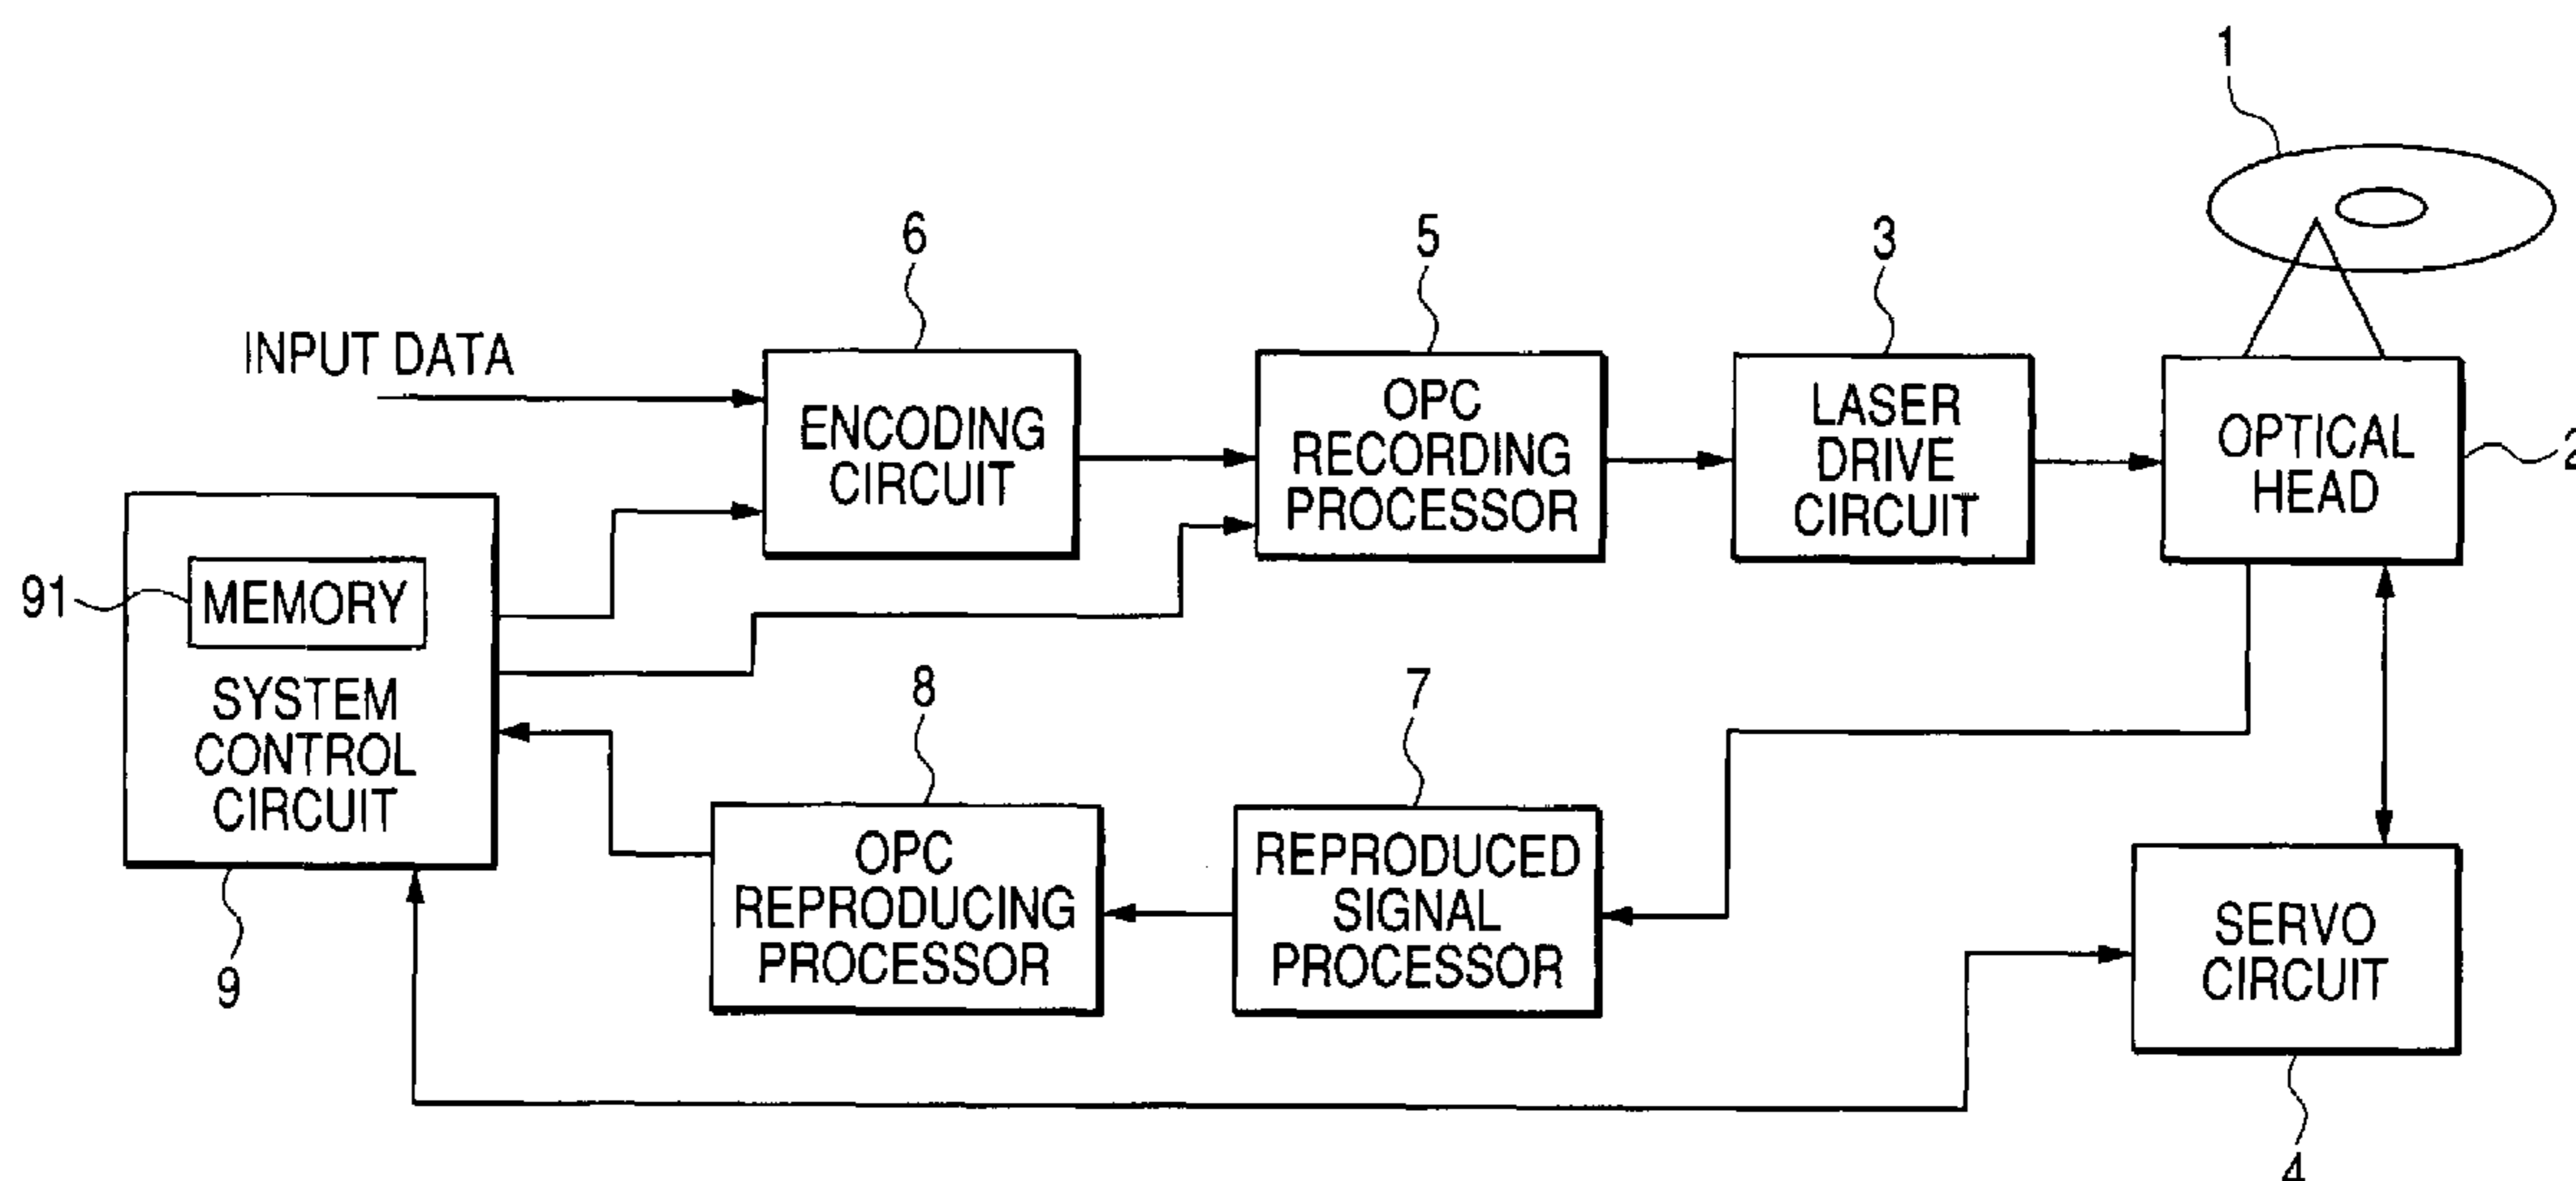 1
6
5
3
INPUT DATA
ENCODING
CIRCUIT
OPC
RECORDING
PROCESSOR
LASER
DRIVE
CIRCUIT
OPTICAL
HEAD
2
91
MEMORY
SYSTEM
CONTROL
CIRCUIT
9
8
7
OPC
REPRODUCING
PROCESSOR
REPRODUCED
SIGNAL
PROCESSOR
SERVO
CIRCUIT
4